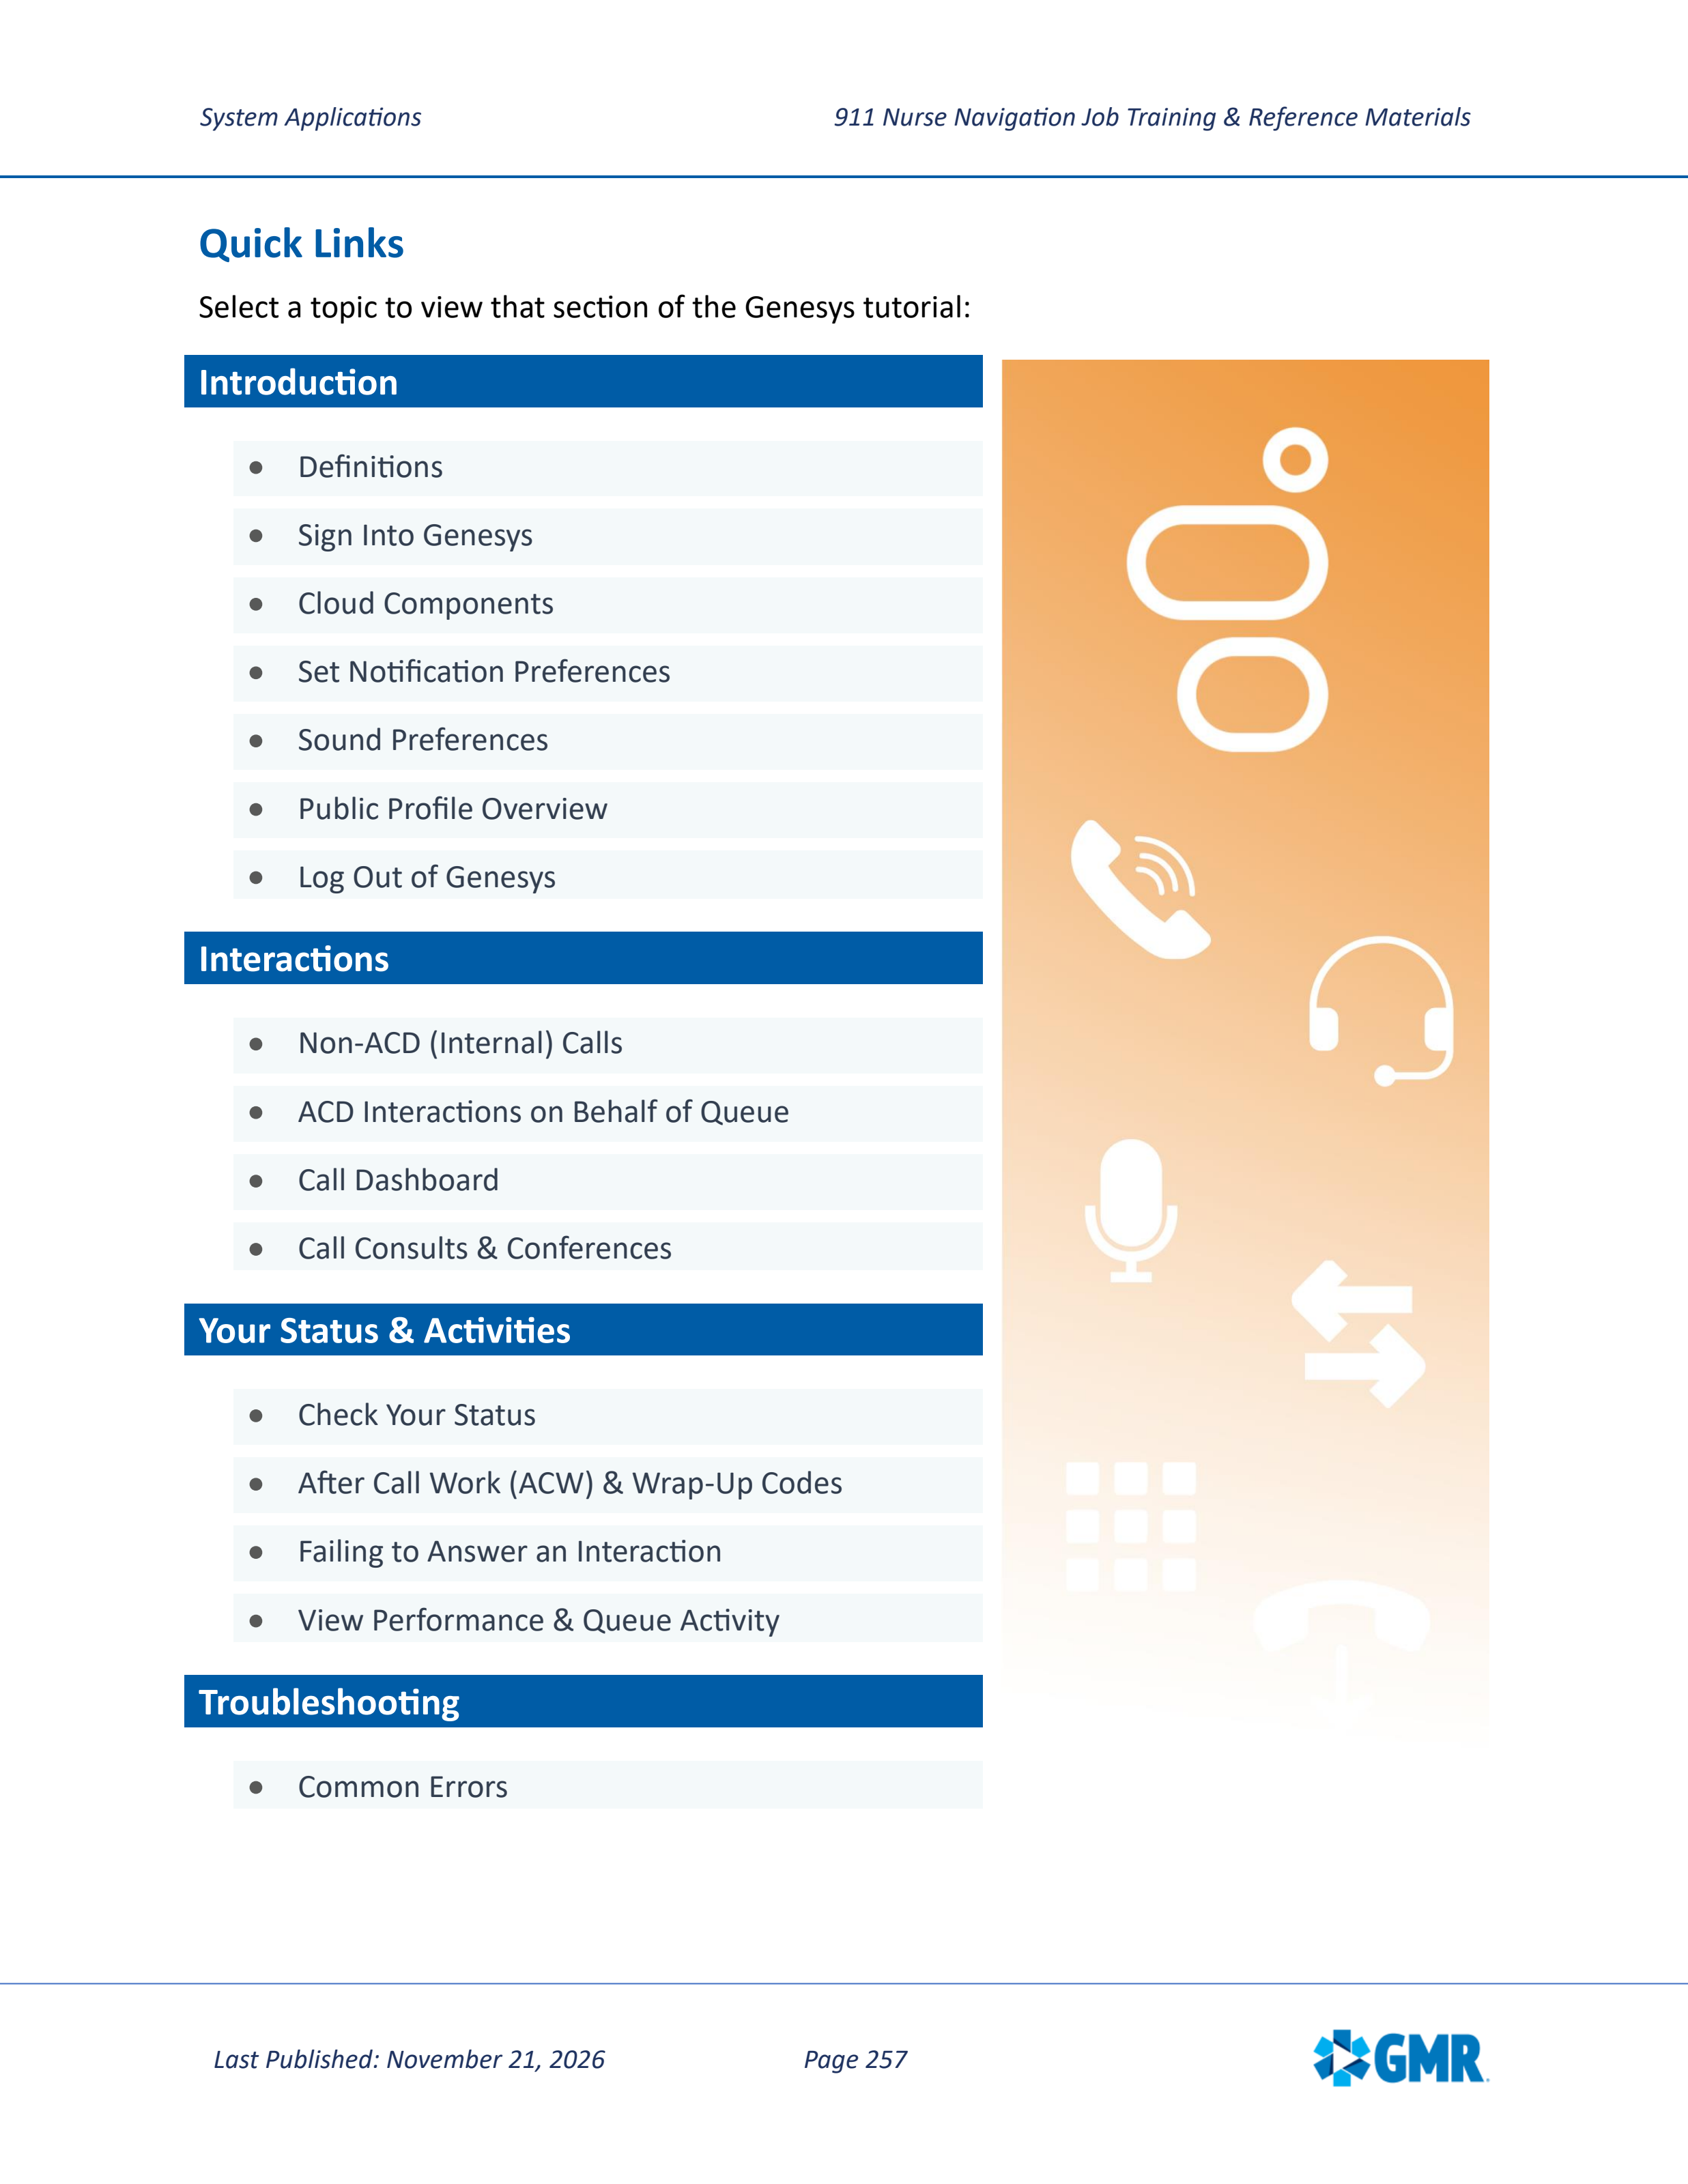 System Applications
911 Nurse Navigation Job Training & Reference Materials
Quick Links
Select a topic to view that section of the Genesys tutorial:
Introduction
● Definitions
● Sign Into Genesys
● Cloud Components
● Set Notification Preferences
● Sound Preferences
● Public Profile Overview
● Log Out of Genesys
Interactions
● Non-ACD (Internal) Calls
● ACD Interactions on Behalf of Queue
● Call Dashboard
● Call Consults & Conferences
Your Status & Activities
● Check Your Status
● After Call Work (ACW) & Wrap-Up Codes
● Failing to Answer an Interaction
● View Performance & Queue Activity
Troubleshooting
● Common Errors
Last Published: November 21, 2026
Page 257
GMR